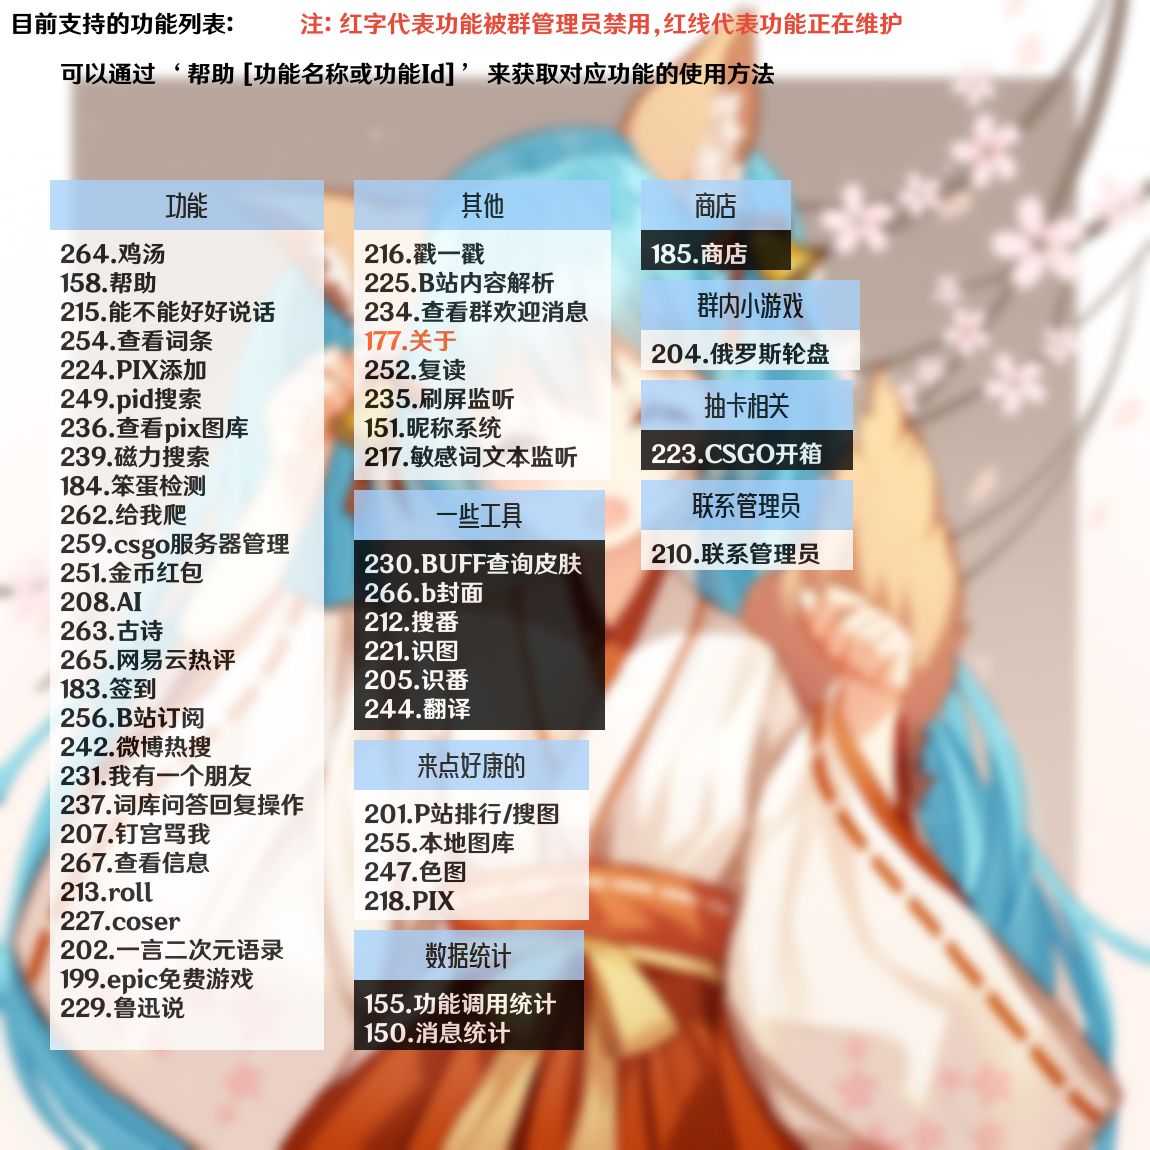 目前支持的功能列表:
注: 红字代表功能被群管理员禁用,红线代表功能正在维护
可以通过 ‘帮助 [功能名称或功能Id]’ 来获取对应功能的使用方法
功能
264.鸡汤
158.帮助
215.能不能好好说话
254.查看词条
224.PIX添加
249.pid搜索
236.查看pix图库
239.磁力搜索
184.笨蛋检测
262.给我爬
259.csgo服务器管理
251.金币红包
208.AI
263.古诗
265.网易云热评
183.签到
256.B站订阅
242.微博热搜
231.我有一个朋友
237.词库问答回复操作
207.钉宫骂我
267.查看信息
213.roll
227.coser
202.一言二次元语录
199.epic免费游戏
229.鲁迅说
其他
216.戳一戳
225.B站内容解析
234.查看群欢迎消息
177.关于
252.复读
235.刷屏监听
151.昵称系统
217.敏感词文本监听
一些工具
230.BUFF查询皮肤
266.b封面
212.搜番
221.识图
205.识番
244.翻译
来点好康的
201.P站排行/搜图
255.本地图库
247.色图
218.PIX
数据统计
155.功能调用统计
150.消息统计
商店
185.商店
群内小游戏
204.俄罗斯轮盘
抽卡相关
223.CSGO开箱
联系管理员
210.联系管理员